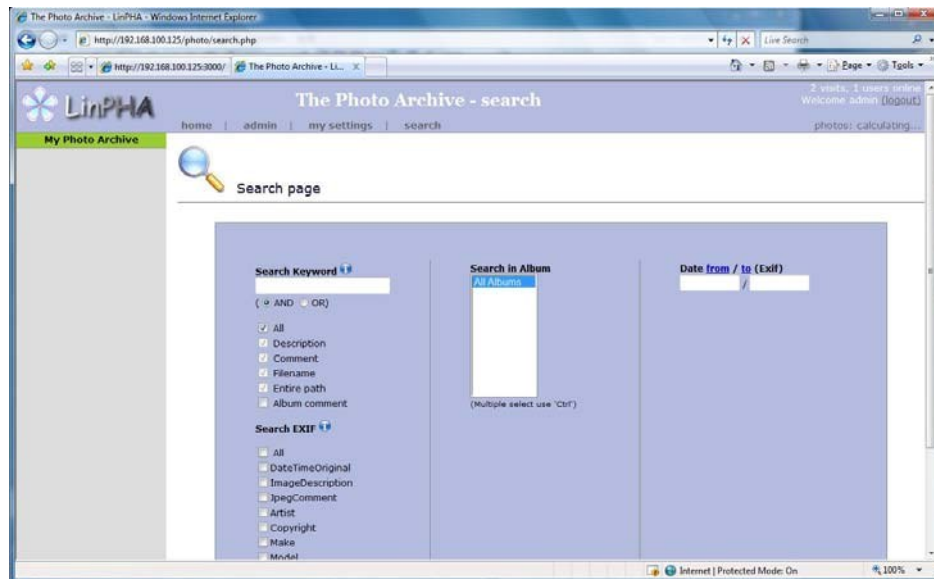 The Photo Archive - LinPHA - Windows Internet Explorer
http://192.168.100.125/photo/search.php
Live Search
http://192.168.100.125:3000/
The Photo Archive - Li...
Page
Tools
LinPHA
The Photo Archive - search
2 visits, 1 users online
Welcome admin (logout)
home | admin | my settings | search
photos: calculating...
My Photo Archive
Search page
Search Keyword
(AND OR)
All
Description
Comment
Filename
Entire path
Album comment
Search EXIF
All
DateTimeOriginal
ImageDescription
JpegComment
Artist
Copyright
Make
Model
Search in Album
All Albums
(Multiple select use 'Ctrl')
Date from / to (Exif)
/
Internet | Protected Mode: On
100%